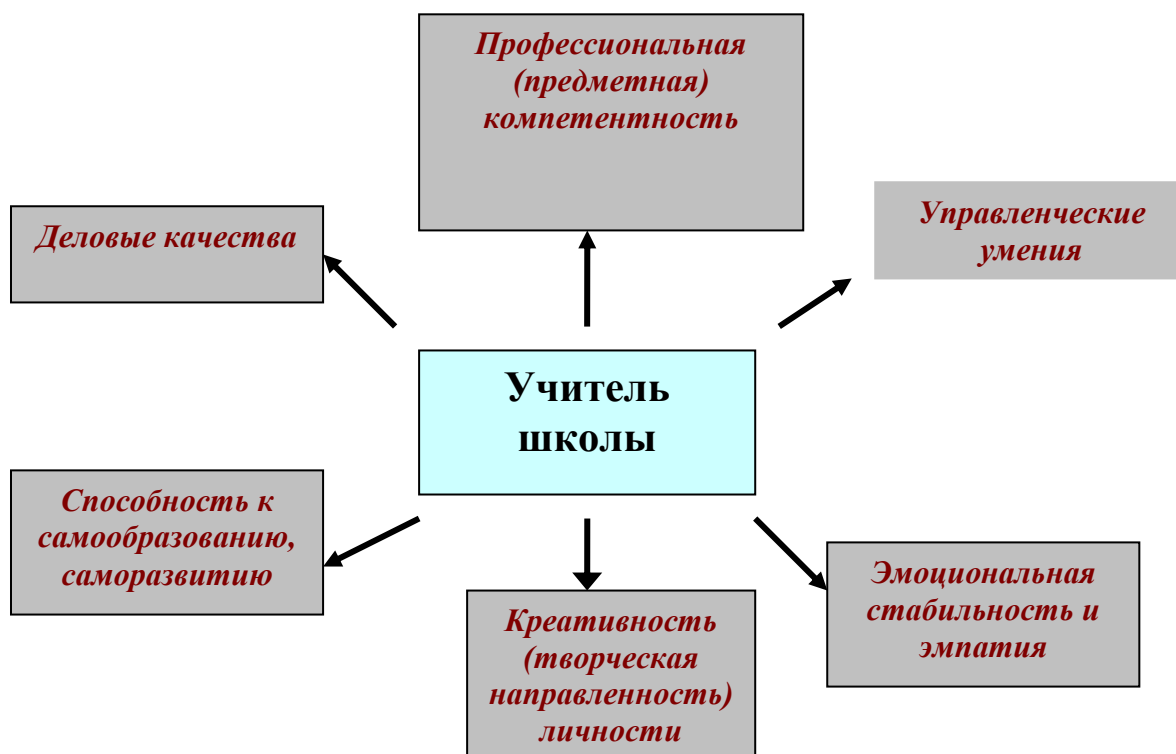 Профессиональная
(предметная)
компетентность
Деловые качества
Управленческие
умения
Учитель
школы
Способность к
самообразованию,
саморазвитию
Креативность
(творческая
направленность)
личности
Эмоциональная
стабильность и
эмпатия